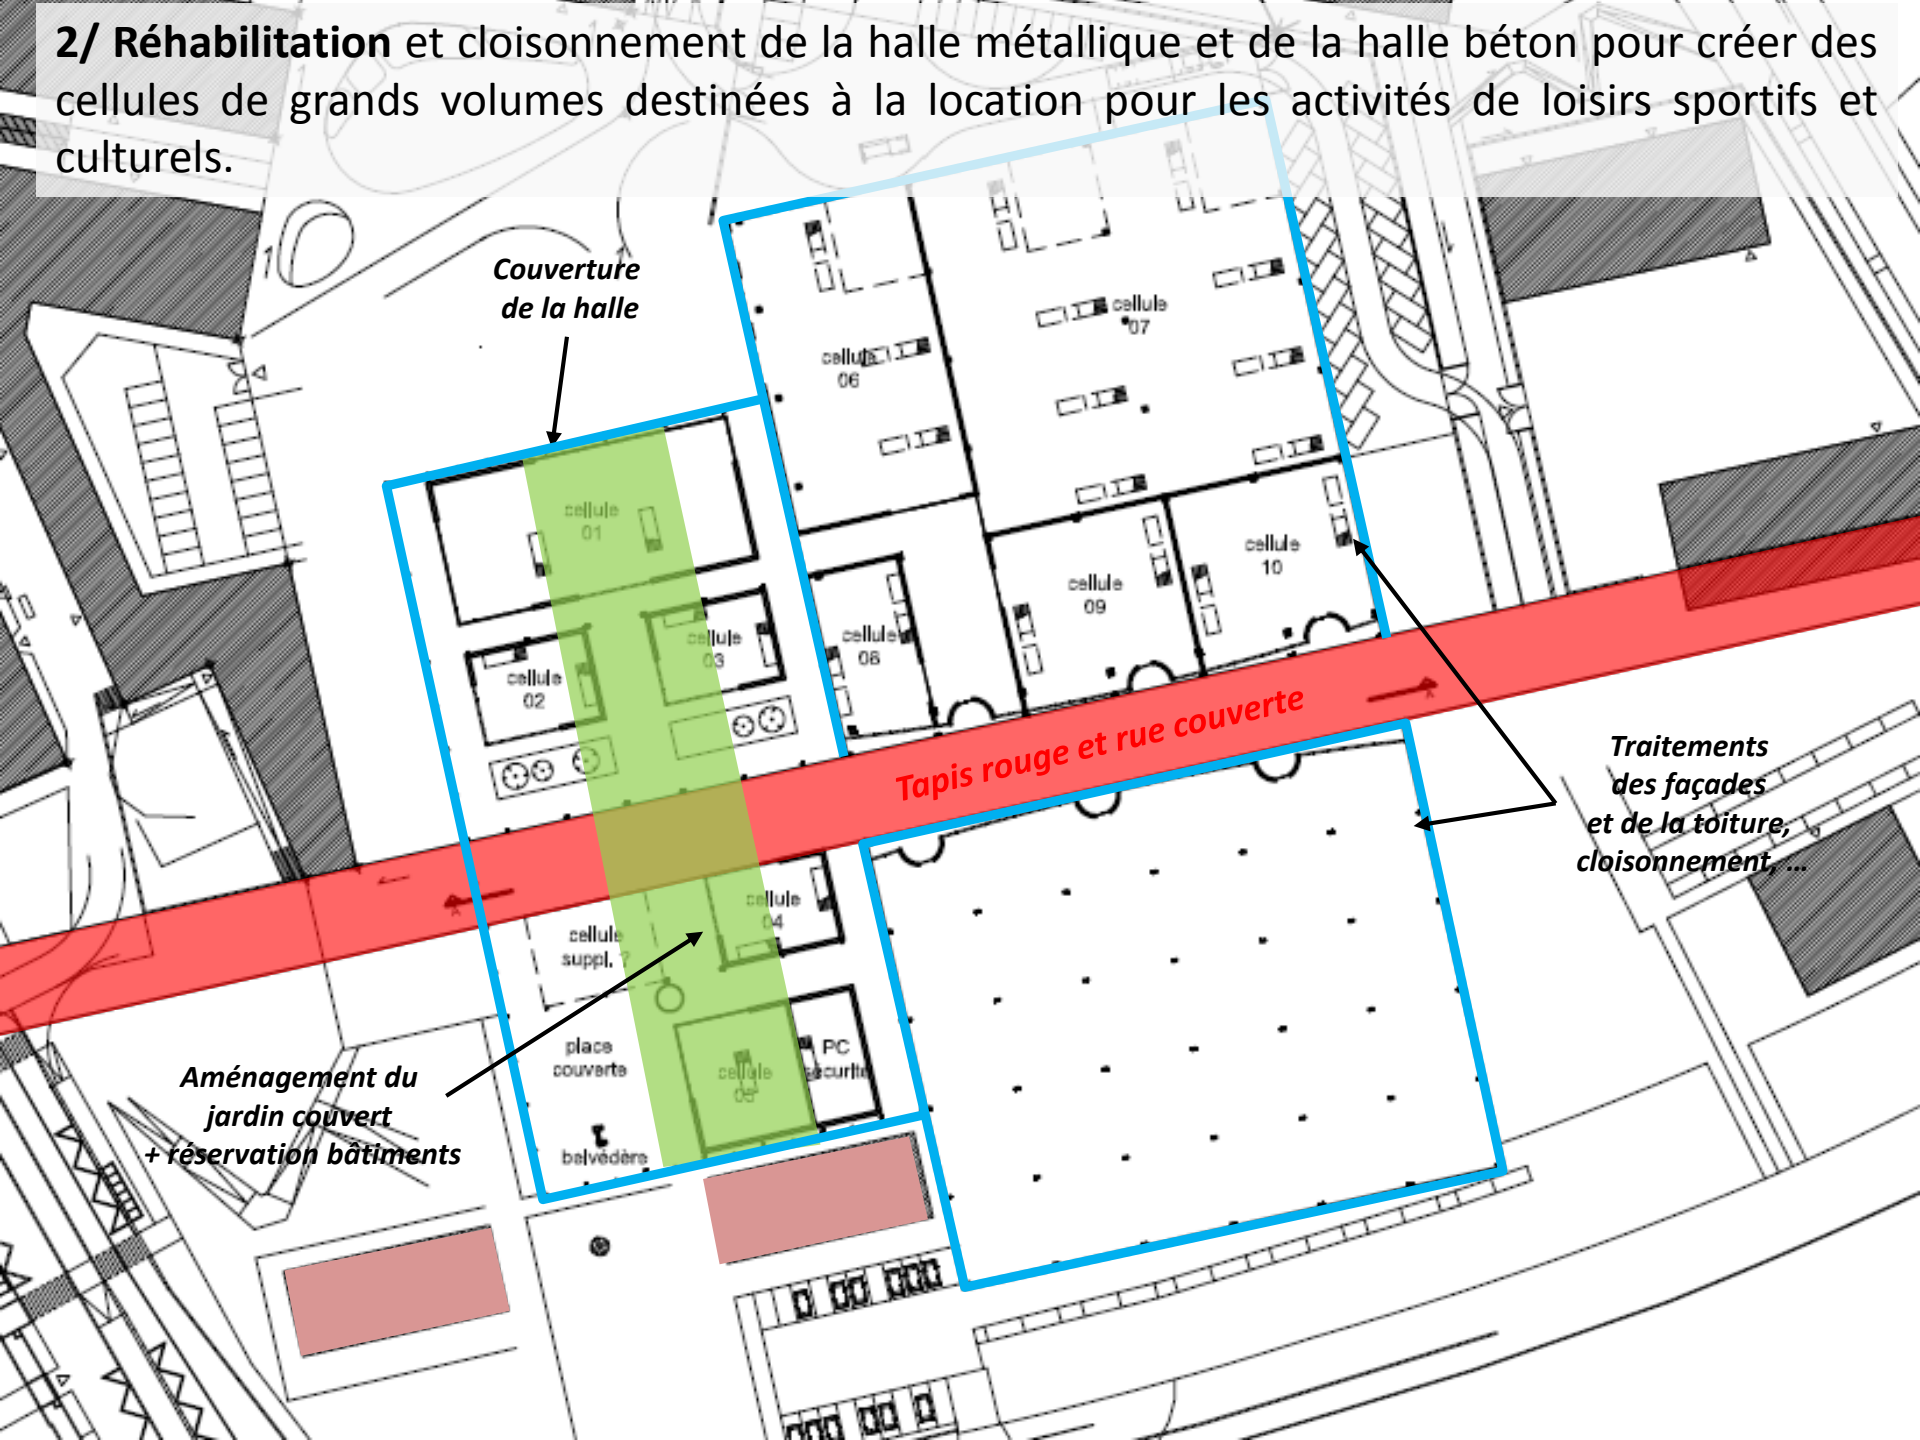 2/ Réhabilitation et cloisonnement de la halle métallique et de la halle béton pour créer des
cellules de grands volumes destinées à la location pour les activités de loisirs sportifs et
culturels.
Couverture
de la halle
cellule
07
cellule
06
cellule
01
cellule
10
cellule
09
cellule
03
cellule
08
cellule
02
Tapis rouge et rue couverte
Traitements
des façades
et de la toiture,
cloisonnement, ...
cellule
04
cellule
suppl. ?
place
couverte
PC
sécurité
cellule
05
Aménagement du
jardin couvert
+ réservation bâtiments
belvédère